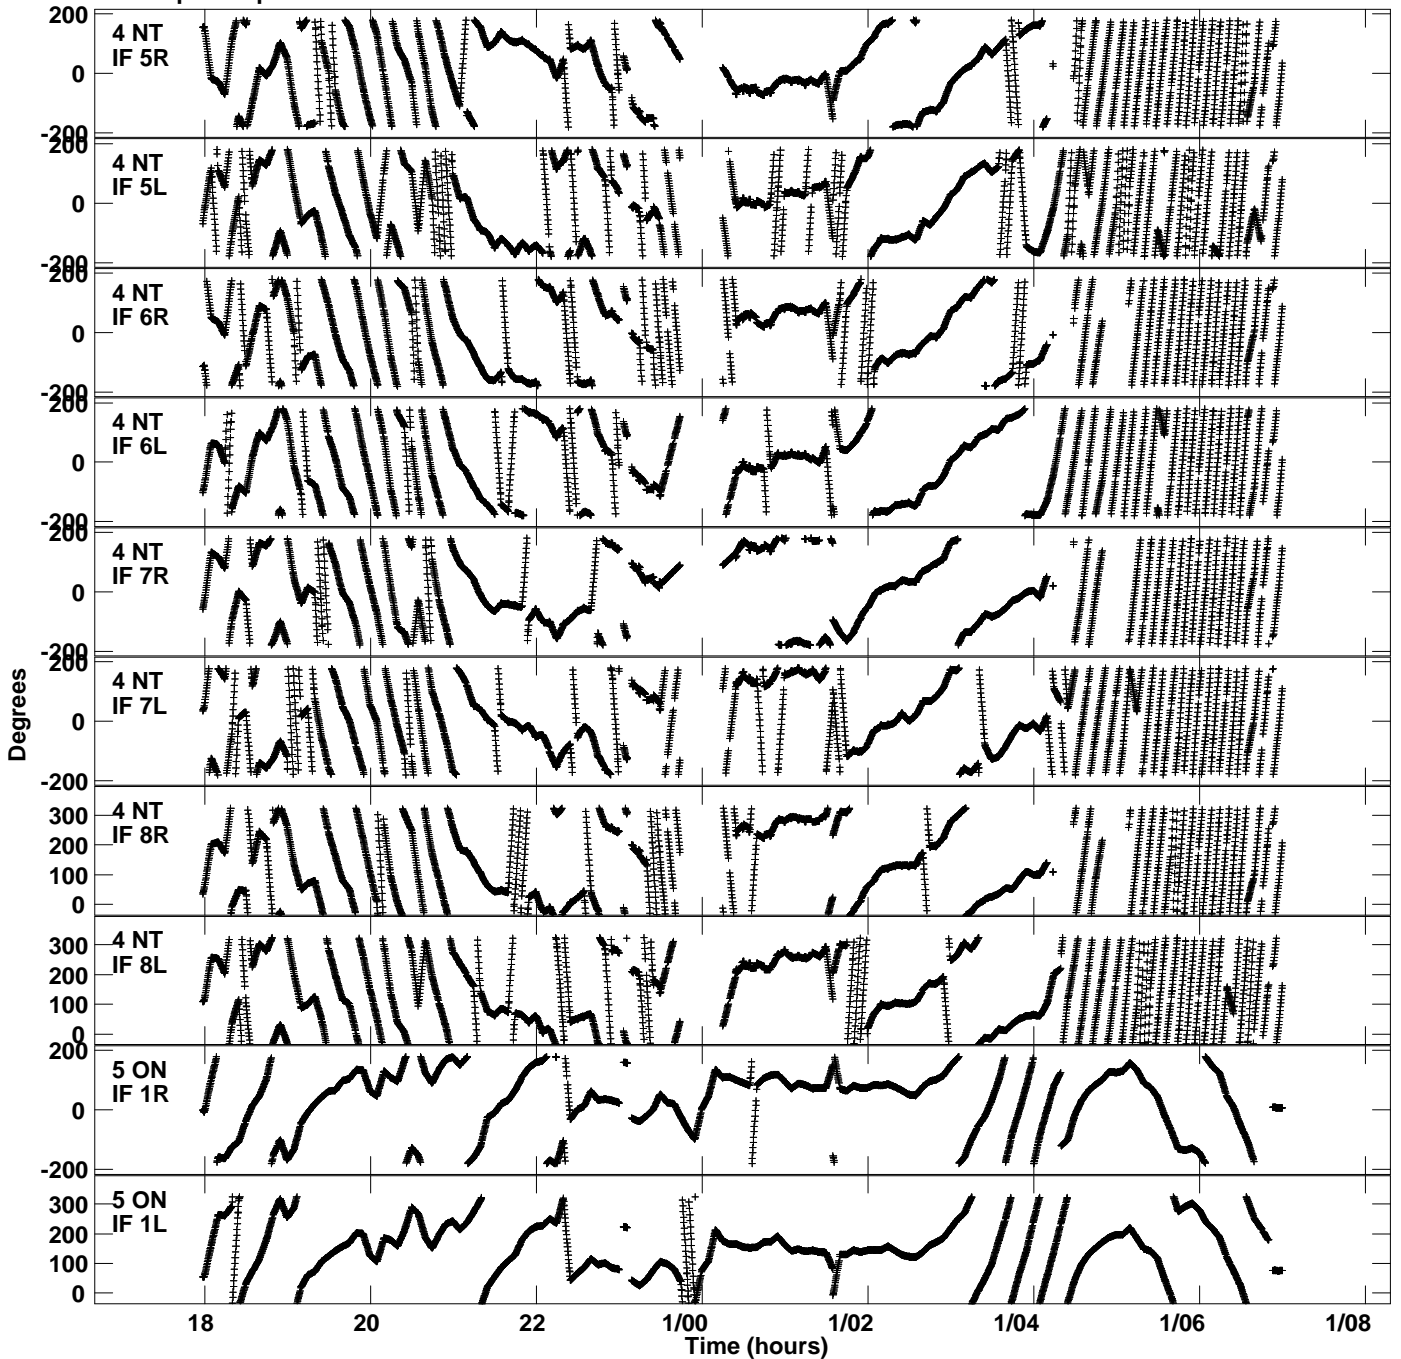 200
4 NT
IF 5R
0
-200
200
4 NT
IF 5L
0
-200
200
4 NT
IF 6R
0
-200
200
4 NT
IF 6L
0
-200
200
4 NT
IF 7R
0
-200
200
4 NT
IF 7L
0
-200
4 NT
IF 8R
300
200
100
0
4 NT
IF 8L
300
200
100
0
200
5 ON
IF 1R
0
-200
5 ON
IF 1L
300
200
100
0
Degrees
18 20 22 1/00 1/02 1/04 1/06 1/08
Time (hours)